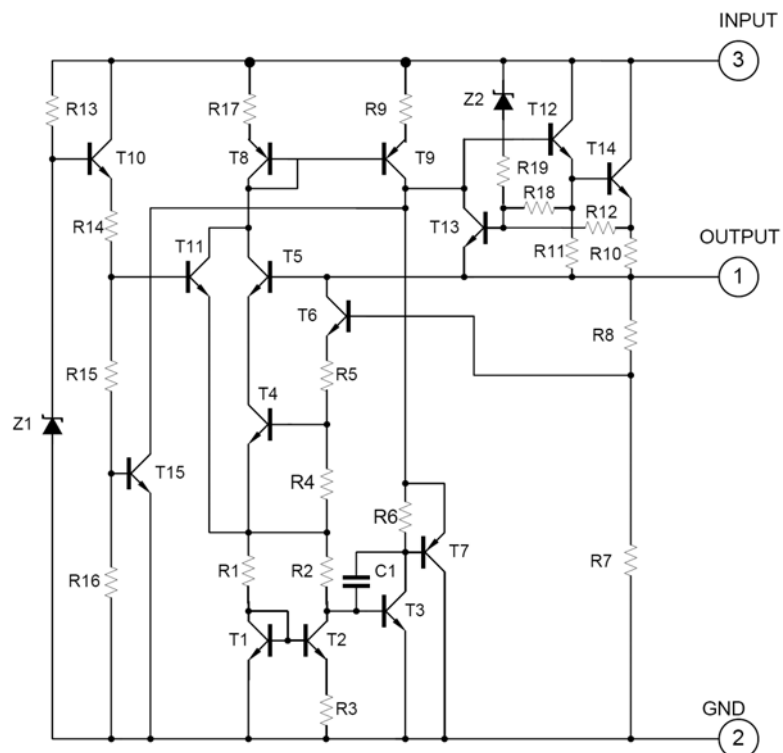 INPUT
3
R13
R17
R9
Z2
T12
T10
T8
T9
R19
T14
R14
R18
R12
T13
T11
T5
R11
R10
OUTPUT
1
T6
R8
R15
R5
T4
Z1
T15
R4
R6
T7
R16
R1
R2
C1
R7
T3
T1
T2
R3
GND
2